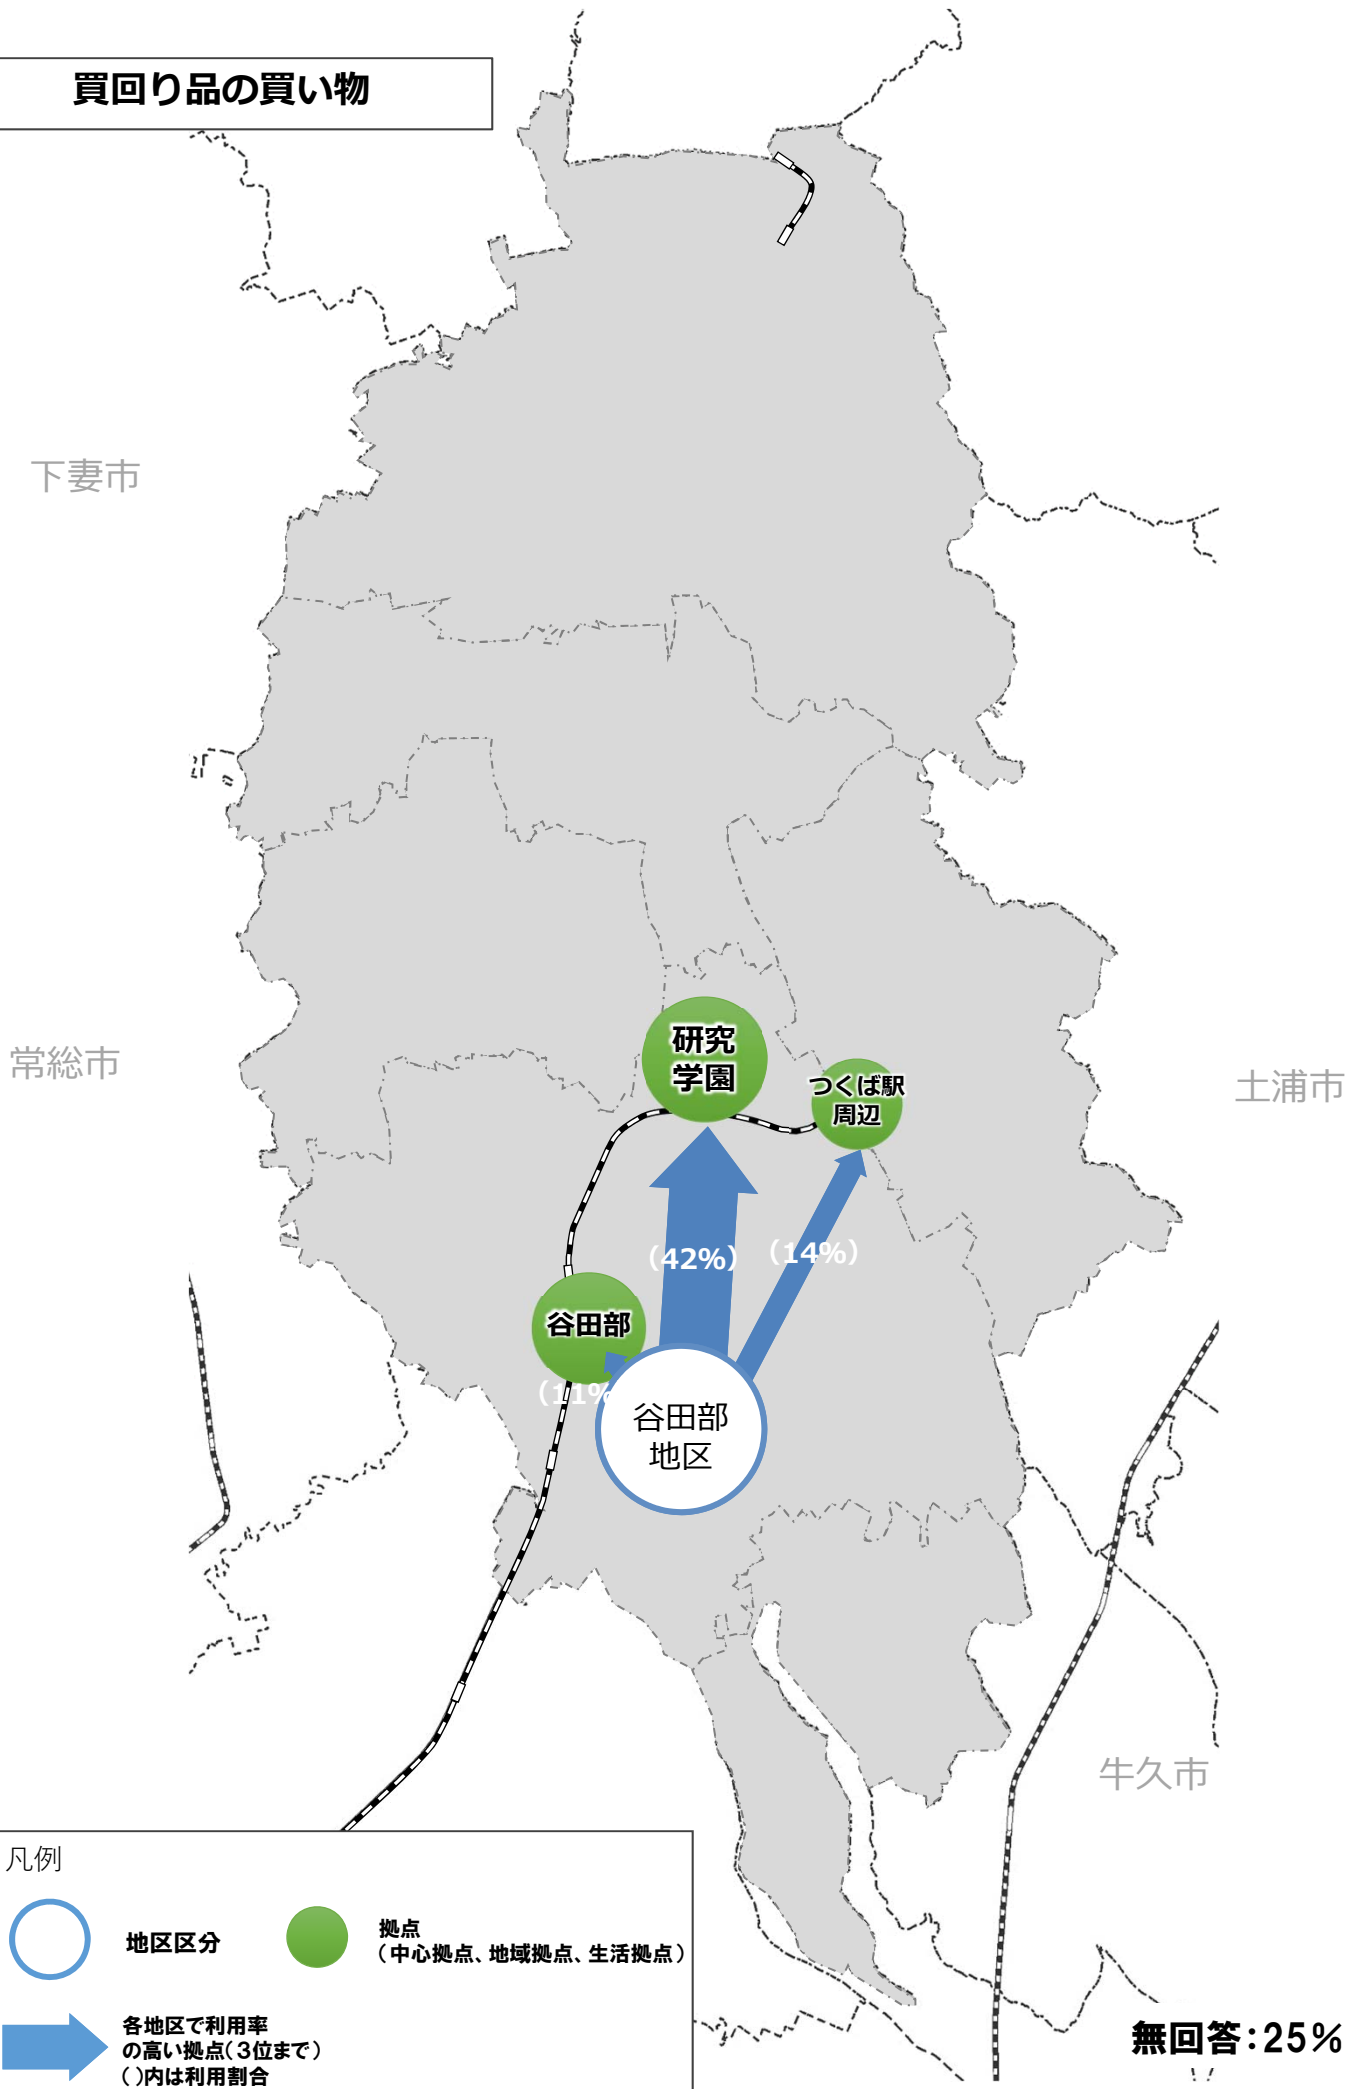 買回り品の買い物
下妻市
常総市
土浦市
牛久市
研究
学園
つくば駅
周辺
谷田部
(42%)
(14%)
(11%
谷田部
地区
凡例
地区区分
拠点
(中心拠点、地域拠点、生活拠点)
各地区で利用率
の高い拠点(3位まで)
( )内は利用割合
無回答:25%